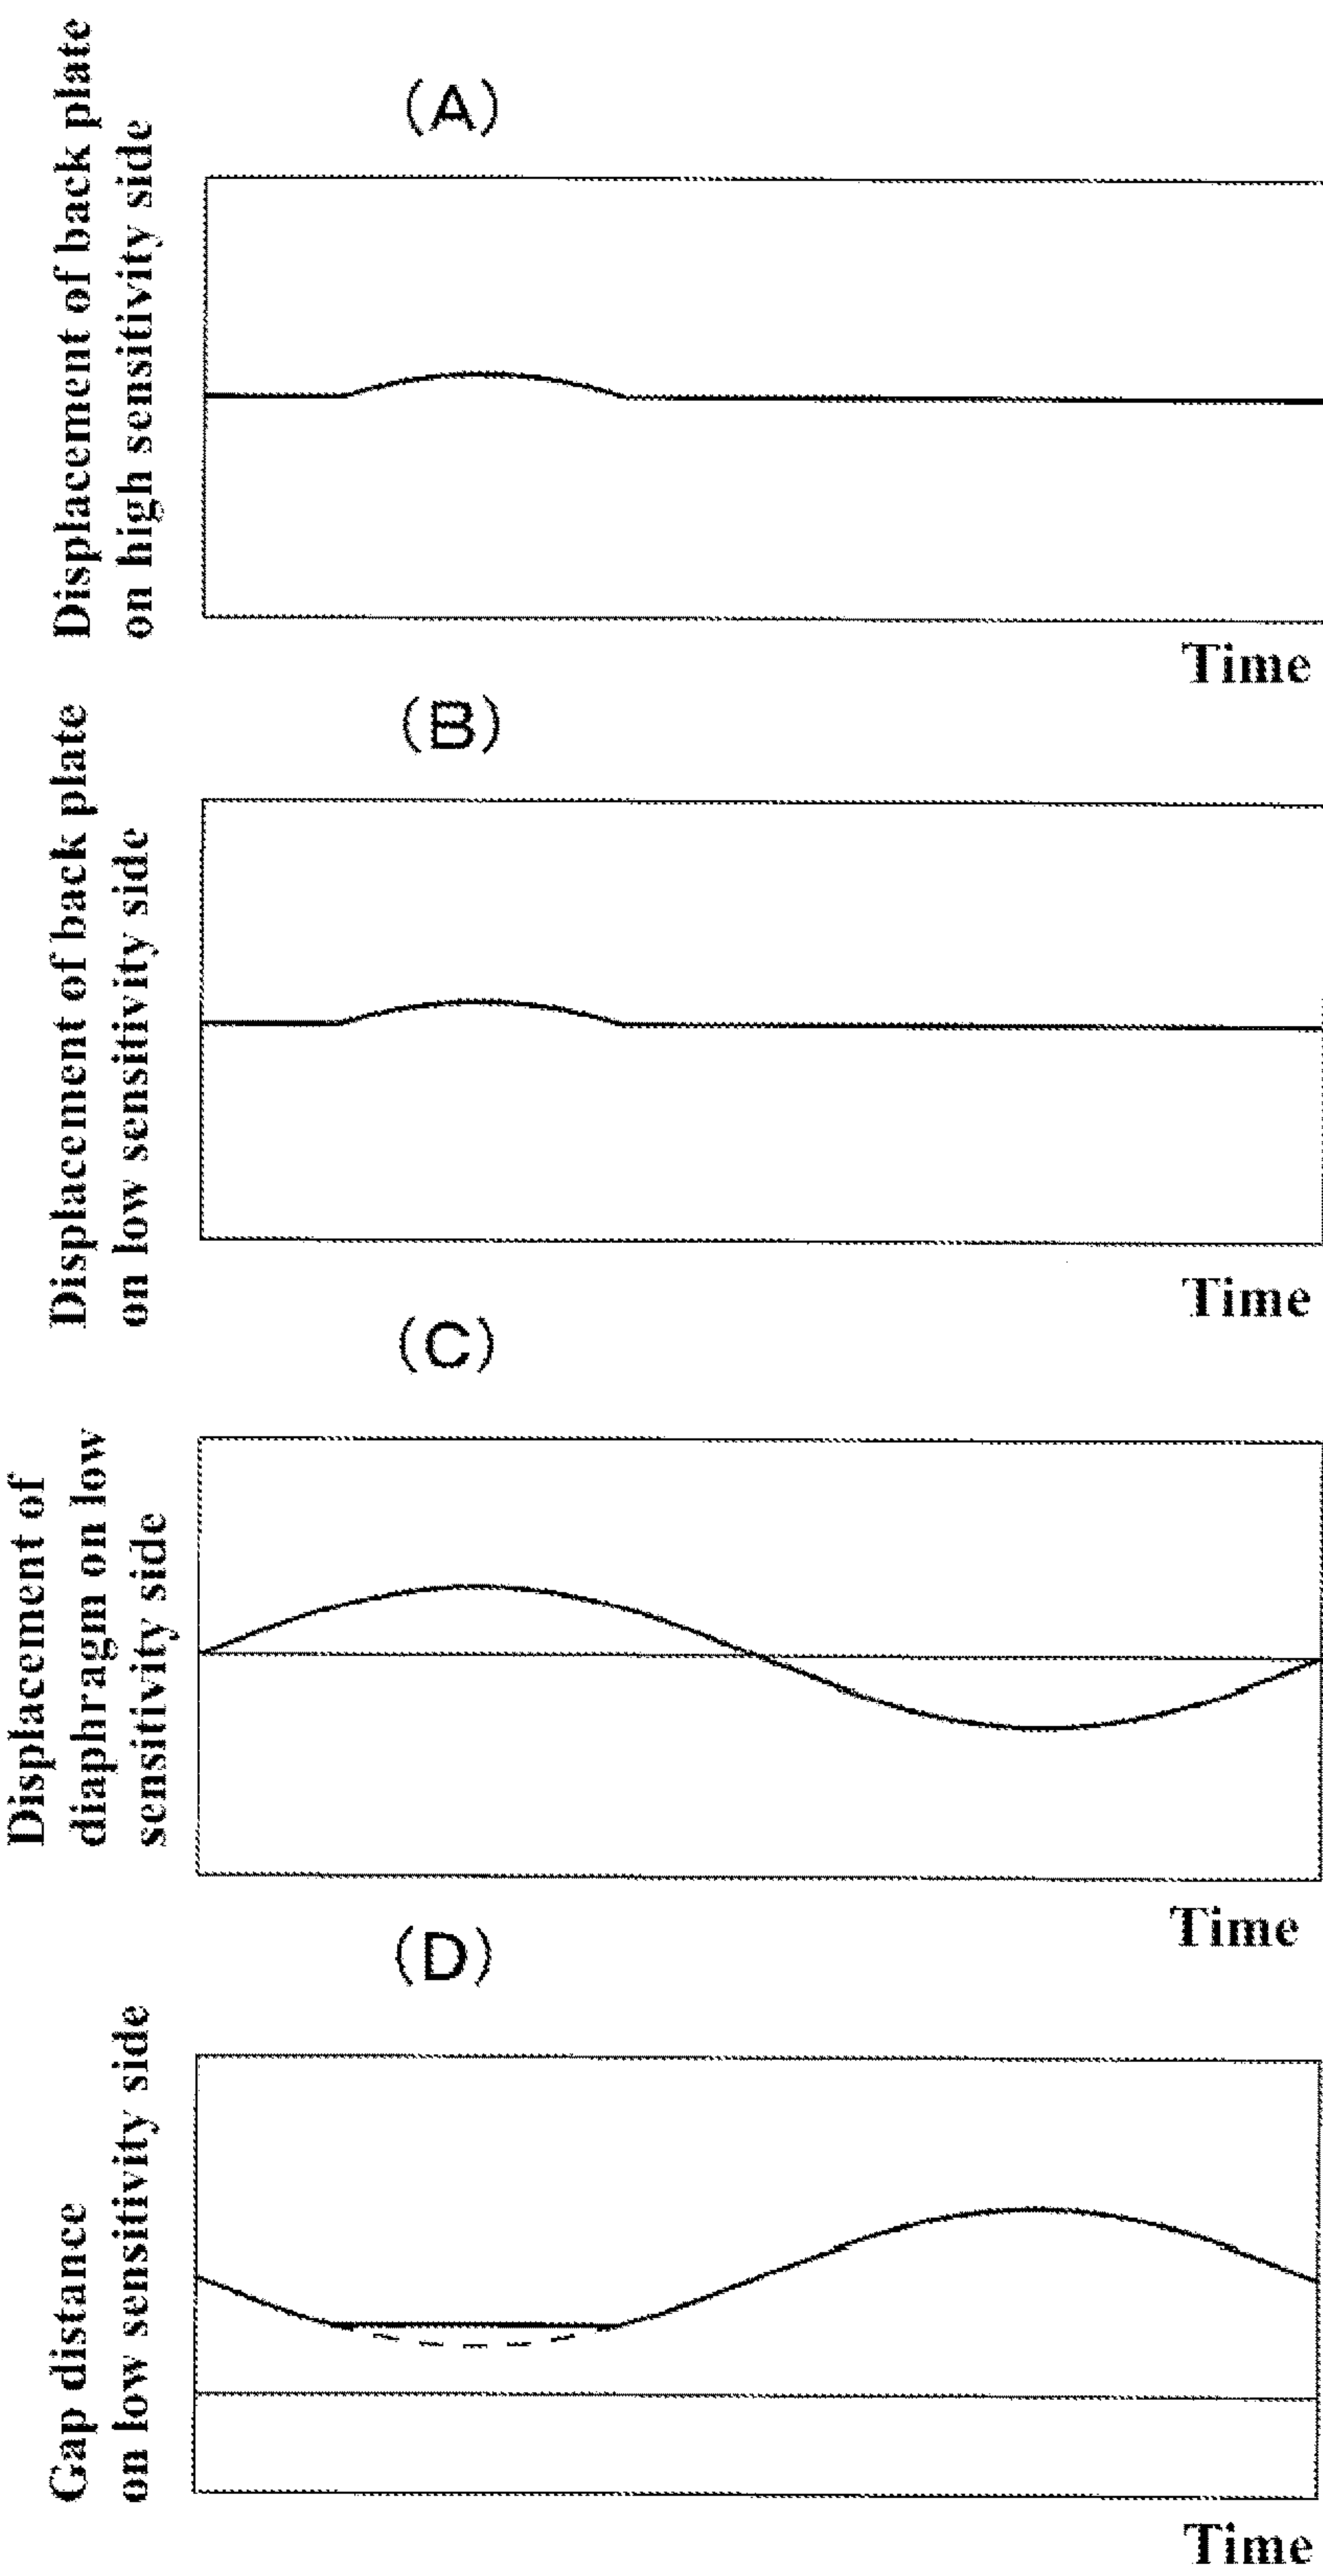 (A)
Displacement of back plate
on high sensitivity side
Time
(B)
Displacement of back plate
on low sensitivity side
Time
(C)
Displacement of
diaphragm on low
sensitivity side
Time
(D)
Gap distance
on low sensitivity side
Time